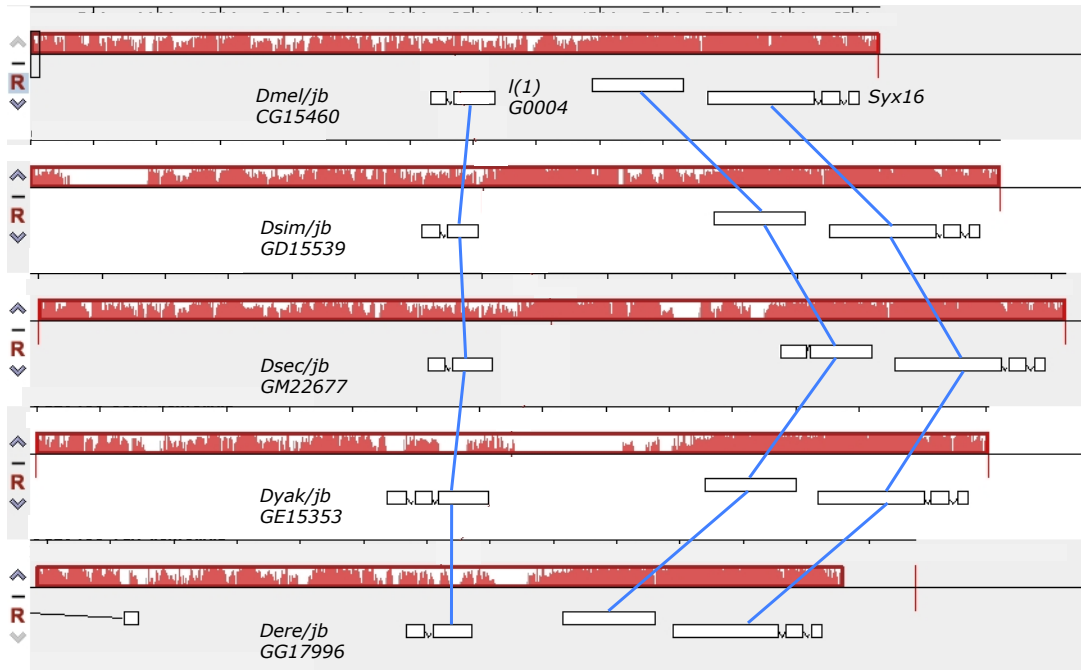 R
Dmel/jb
CG15460
l(1)
G0004
Syx16
R
Dsim/jb
GD15539
R
Dsec/jb
GM22677
R
Dyak/jb
GE15353
R
Dere/jb
GG17996